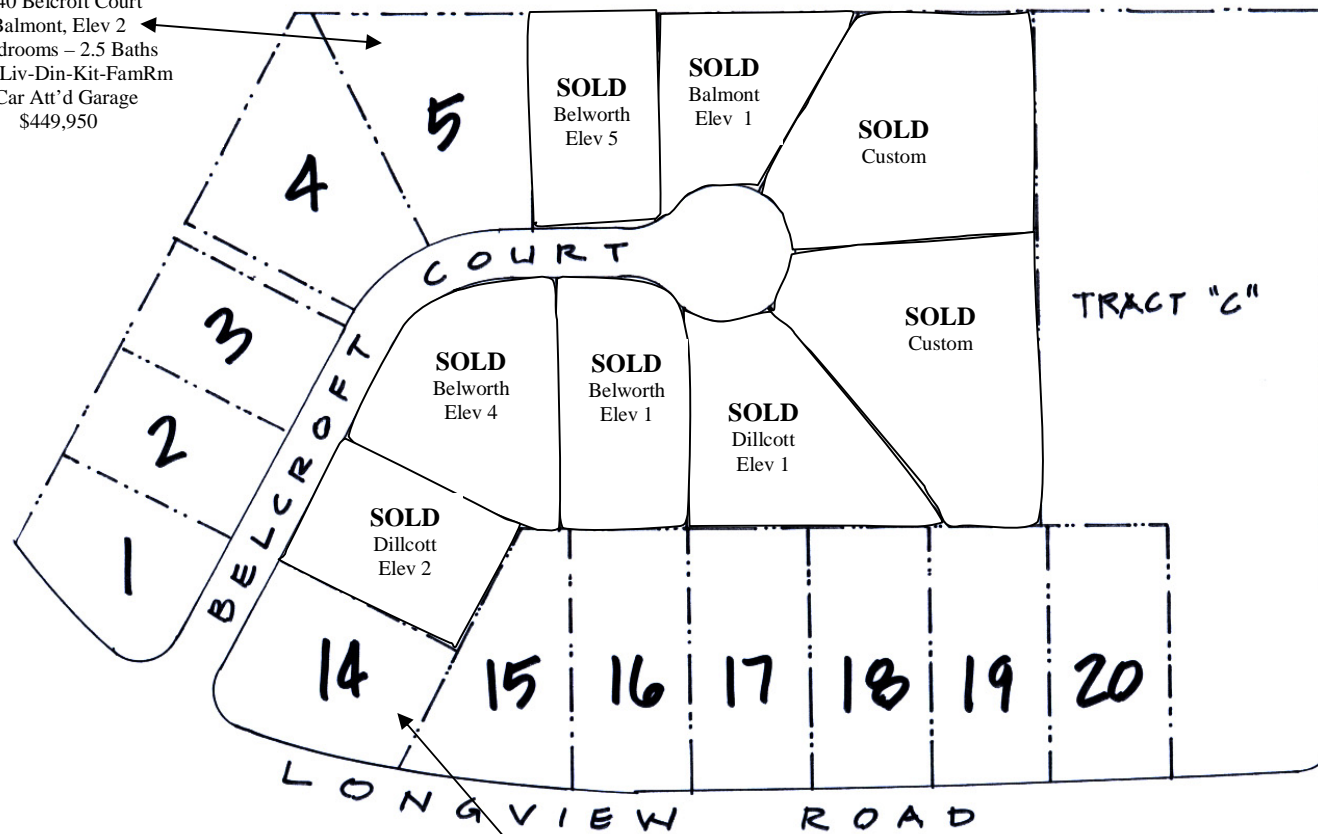 40 Belcroft Court
Balmont, Elev 2
drooms – 2.5 Baths
Liv-Din-Kit-FamRm
Car Att'd Garage
$449,950
5
SOLD
Belworth
Elev 5
SOLD
Balmont
Elev 1
SOLD
Custom
4
3
2
1
BELCROFT COURT
SOLD
Custom
TRACT "C"
SOLD
Belworth
Elev 4
SOLD
Belworth
Elev 1
SOLD
Dillcott
Elev 1
SOLD
Dillcott
Elev 2
14
15
16
17
18
19
20
LONGVIEW ROAD